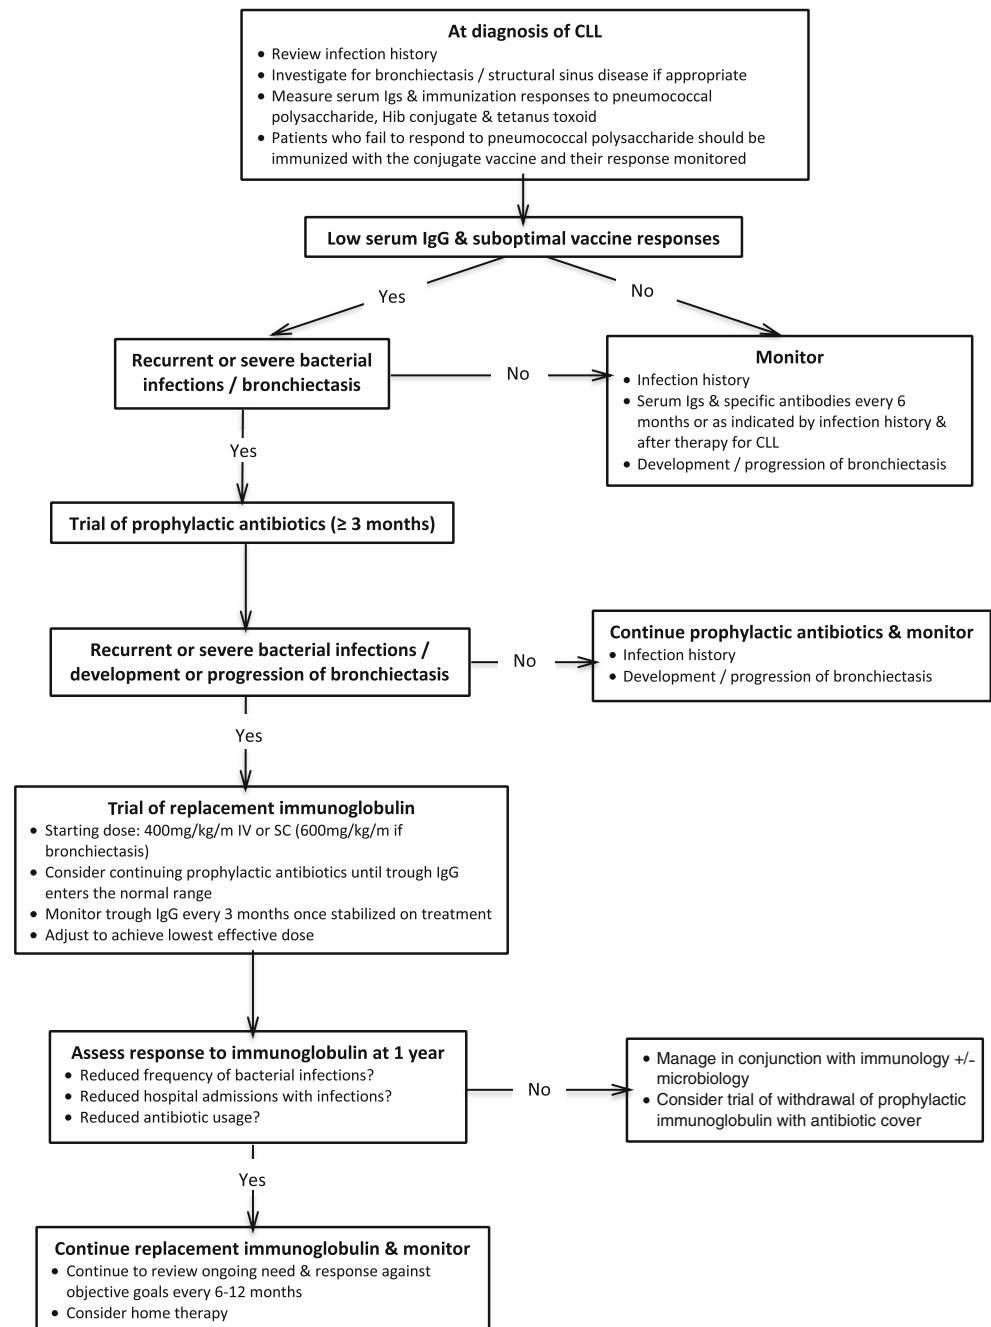 At diagnosis of CLL
• Review infection history
• Investigate for bronchiectasis / structural sinus disease if appropriate
• Measure serum Igs & immunization responses to pneumococcal
polysaccharide, Hib conjugate & tetanus toxoid
• Patients who fail to respond to pneumococcal polysaccharide should be
immunized with the conjugate vaccine and their response monitored
Low serum IgG & suboptimal vaccine responses
Yes
No
Recurrent or severe bacterial
infections / bronchiectasis
No
Monitor
• Infection history
• Serum Igs & specific antibodies every 6
months or as indicated by infection history &
after therapy for CLL
• Development / progression of bronchiectasis
Yes
Trial of prophylactic antibiotics (≥ 3 months)
Recurrent or severe bacterial infections /
development or progression of bronchiectasis
No
Continue prophylactic antibiotics & monitor
• Infection history
• Development / progression of bronchiectasis
Yes
Trial of replacement immunoglobulin
• Starting dose: 400mg/kg/m IV or SC (600mg/kg/m if
bronchiectasis)
• Consider continuing prophylactic antibiotics until trough IgG
enters the normal range
• Monitor trough IgG every 3 months once stabilized on treatment
• Adjust to achieve lowest effective dose
Assess response to immunoglobulin at 1 year
• Reduced frequency of bacterial infections?
• Reduced hospital admissions with infections?
• Reduced antibiotic usage?
No
• Manage in conjunction with immunology +/-
microbiology
• Consider trial of withdrawal of prophylactic
immunoglobulin with antibiotic cover
Yes
Continue replacement immunoglobulin & monitor
• Continue to review ongoing need & response against
objective goals every 6-12 months
• Consider home therapy